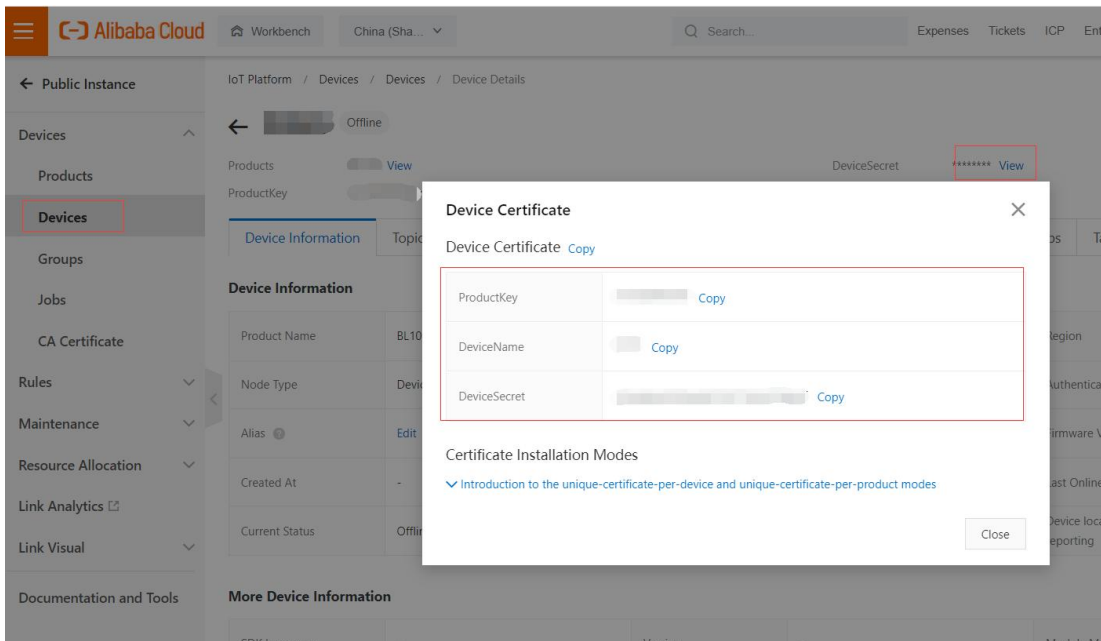 Alibaba Cloud Workbench China (Sha... Search... Expenses Tickets ICP
Public Instance
IoT Platform / Devices / Devices / Device Details
Devices
Offline
Products View DeviceSecret ******** View
Products
ProductKey
Devices
Device Certificate
Device Information
Device Certificate Copy
Groups
Device Information
ProductKey Copy
Jobs
Product Name
CA Certificate
DeviceName Copy
Region
Rules
Node Type
DeviceSecret Copy
Maintenance
Alias Edit
Certificate Installation Modes
Resource Allocation
Introduction to the unique-certificate-per-device and unique-certificate-per-product modes
Created At -
Link Analytics
Current Status
Close
reporting
Link Visual
Documentation and Tools
More Device Information